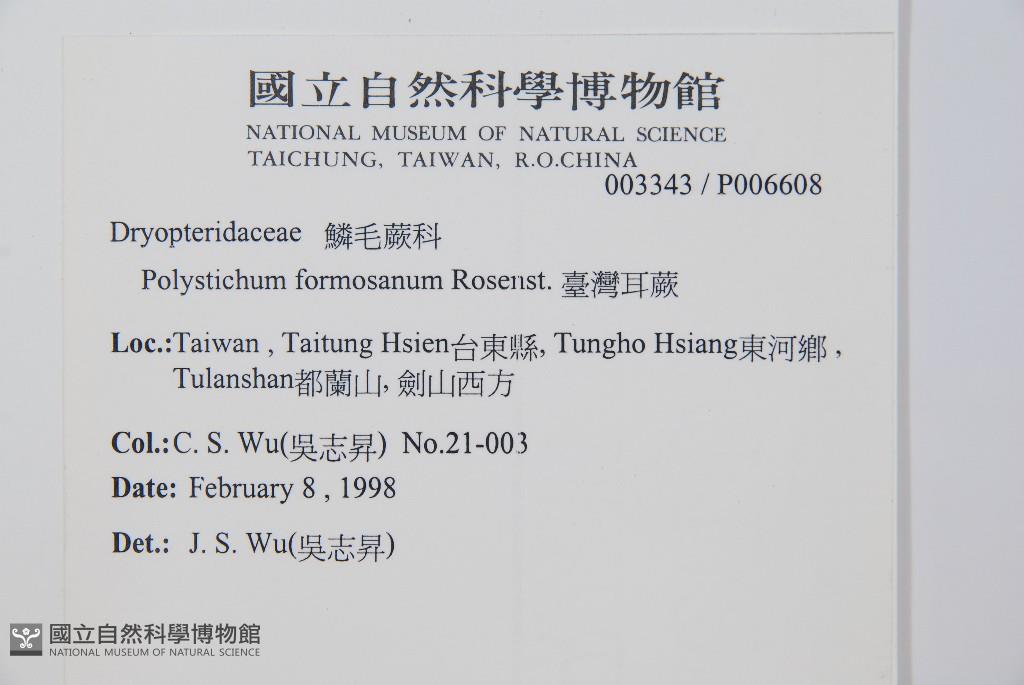 國立自然科學博物館
NATIONAL MUSEUM OF NATURAL SCIENCE
TAICHUNG, TAIWAN, R.O.CHINA
003343 / P006608
Dryopteridaceae 鱗毛蕨科
Polystichum formosanum Rosenst. 臺灣耳蕨
Loc.:Taiwan , Taitung Hsien台東縣, Tungho Hsiang東河鄉 ,
Tulanshan都蘭山, 劍山西方
Col.:C. S. Wu(吳志昇) No.21-003
Date: February 8 , 1998
Det.: J. S. Wu(吳志昇)
國立自然科學博物館
NATIONAL MUSEUM OF NATURAL SCIENCE